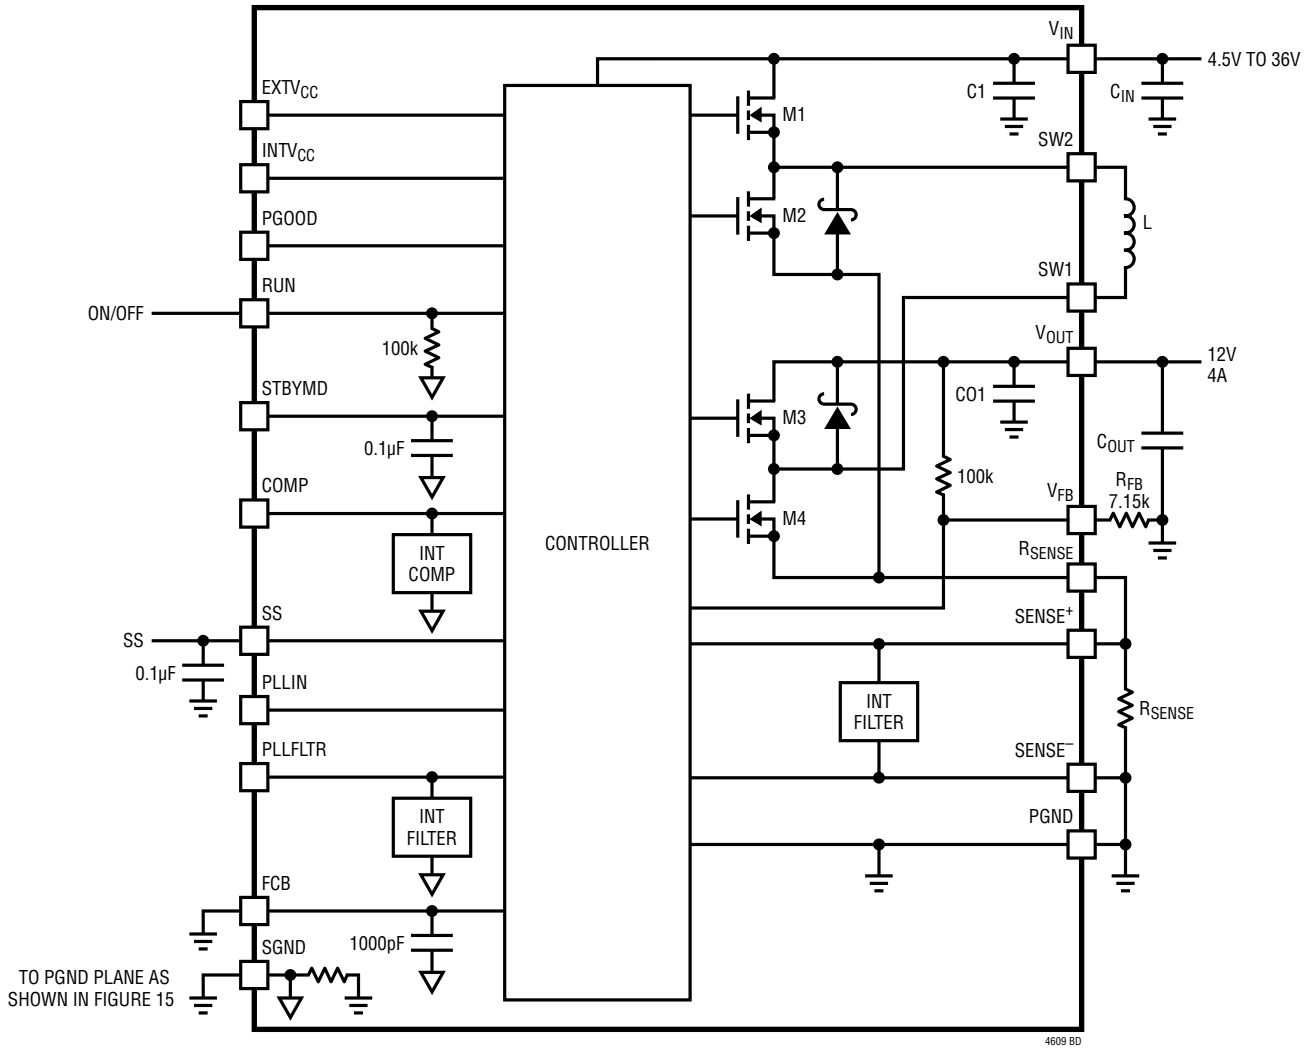 EXTVCC
INTVCC
PGOOD
RUN
ON/OFF
100k
STBYMD
0.1µF
COMP
INT
COMP
SS
SS
0.1µF
PLLIN
PLLFLTR
INT
FILTER
FCB
1000pF
SGND
TO PGND PLANE AS
SHOWN IN FIGURE 15
CONTROLLER
VIN
4.5V TO 36V
C1
CIN
M1
SW2
M2
L
SW1
VOUT
12V
4A
CO1
M3
COUT
100k
RFB
7.15k
VFB
M4
RSENSE
SENSE+
INT
FILTER
RSENSE
SENSE–
PGND
4609 BD